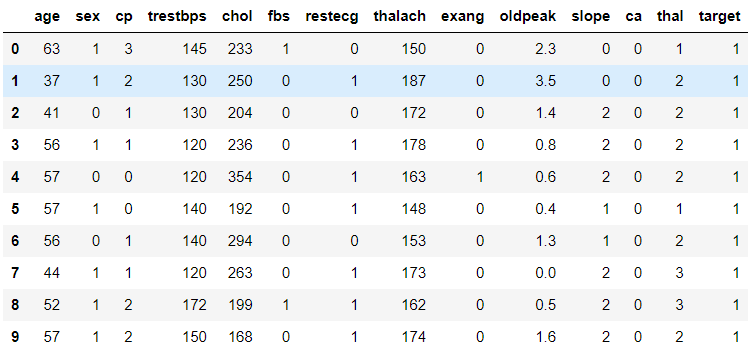 age sex cp trestbps chol fbs restecg thalach exang oldpeak slope ca thal target
0 63 1 3 145 233 1 0 150 0 2.3 0 0 1 1
1 37 1 2 130 250 0 1 187 0 3.5 0 0 2 1
2 41 0 1 130 204 0 0 172 0 1.4 2 0 2 1
3 56 1 1 120 236 0 1 178 0 0.8 2 0 2 1
4 57 0 0 120 354 0 1 163 1 0.6 2 0 2 1
5 57 1 0 140 192 0 1 148 0 0.4 1 0 1 1
6 56 0 1 140 294 0 0 153 0 1.3 1 0 2 1
7 44 1 1 120 263 0 1 173 0 0.0 2 0 3 1
8 52 1 2 172 199 1 1 162 0 0.5 2 0 3 1
9 57 1 2 150 168 0 1 174 0 1.6 2 0 2 1